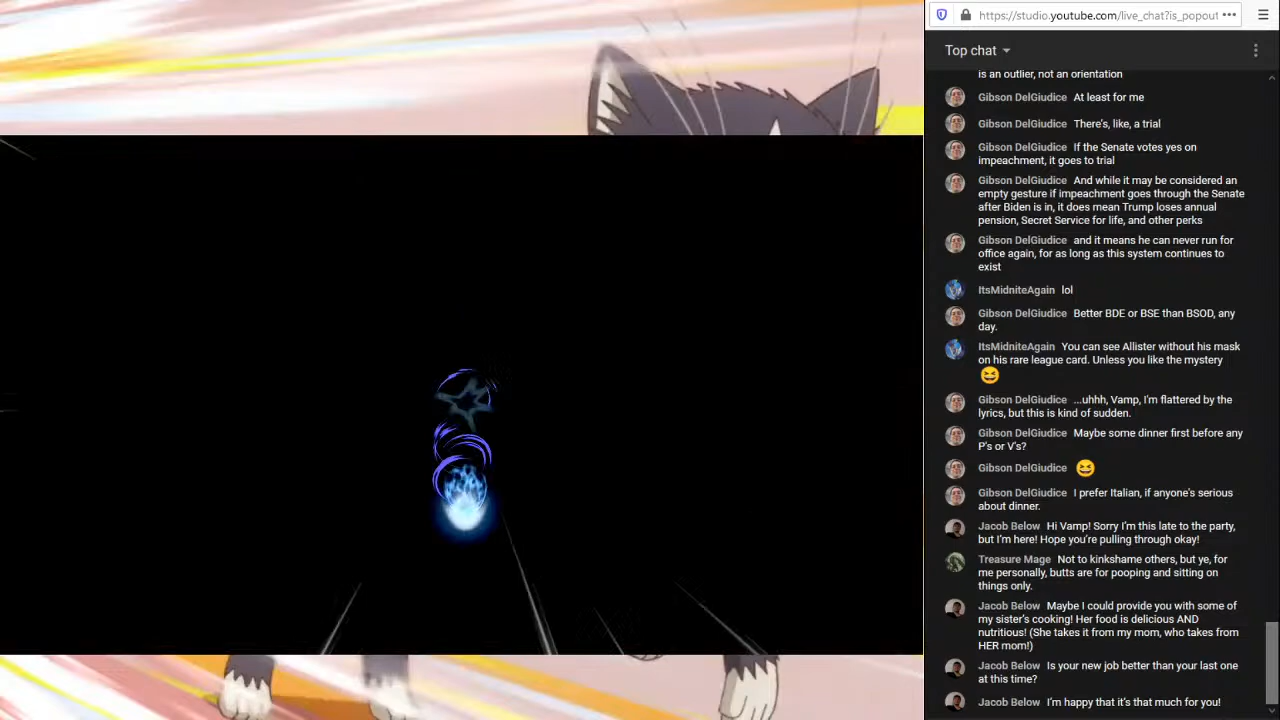 https://studio.youtube.com/live_chat?is_popout
Top chat
is an outlier, not an orientation
Gibson DelGiudice At least for me
Gibson DelGiudice There's, like, a trial
Gibson DelGiudice If the Senate votes yes on
impeachment, it goes to trial
Gibson DelGiudice And while it may be considered an
empty gesture if impeachment goes through the Senate
after Biden is in, it does mean Trump loses annual
pension, Secret Service for life, and other perks
Gibson DelGiudice and it means he can never run for
office again, for as long as this system continues to
exist
ItsMidniteAgain lol
Gibson DelGiudice Better BDE or BSE than BSOD, any
day.
ItsMidniteAgain You can see Allister without his mask
on his rare league card. Unless you like the mystery
Gibson DelGiudice ...uhhh, Vamp, I'm flattered by the
lyrics, but this is kind of sudden.
Gibson DelGiudice Maybe some dinner first before any
P's or V's?
Gibson DelGiudice
Gibson DelGiudice I prefer Italian, if anyone's serious
about dinner.
Jacob Below Hi Vamp! Sorry I'm this late to the party,
but I'm here! Hope you're pulling through okay!
Treasure Mage Not to kinkshame others, but ye, for
me personally, butts are for pooping and sitting on
things only.
Jacob Below Maybe I could provide you with some of
my sister's cooking! Her food is delicious AND
nutritious! (She takes it from my mom, who takes from
HER mom!)
Jacob Below Is your new job better than your last one
at this time?
Jacob Below I'm happy that it's that much for you!